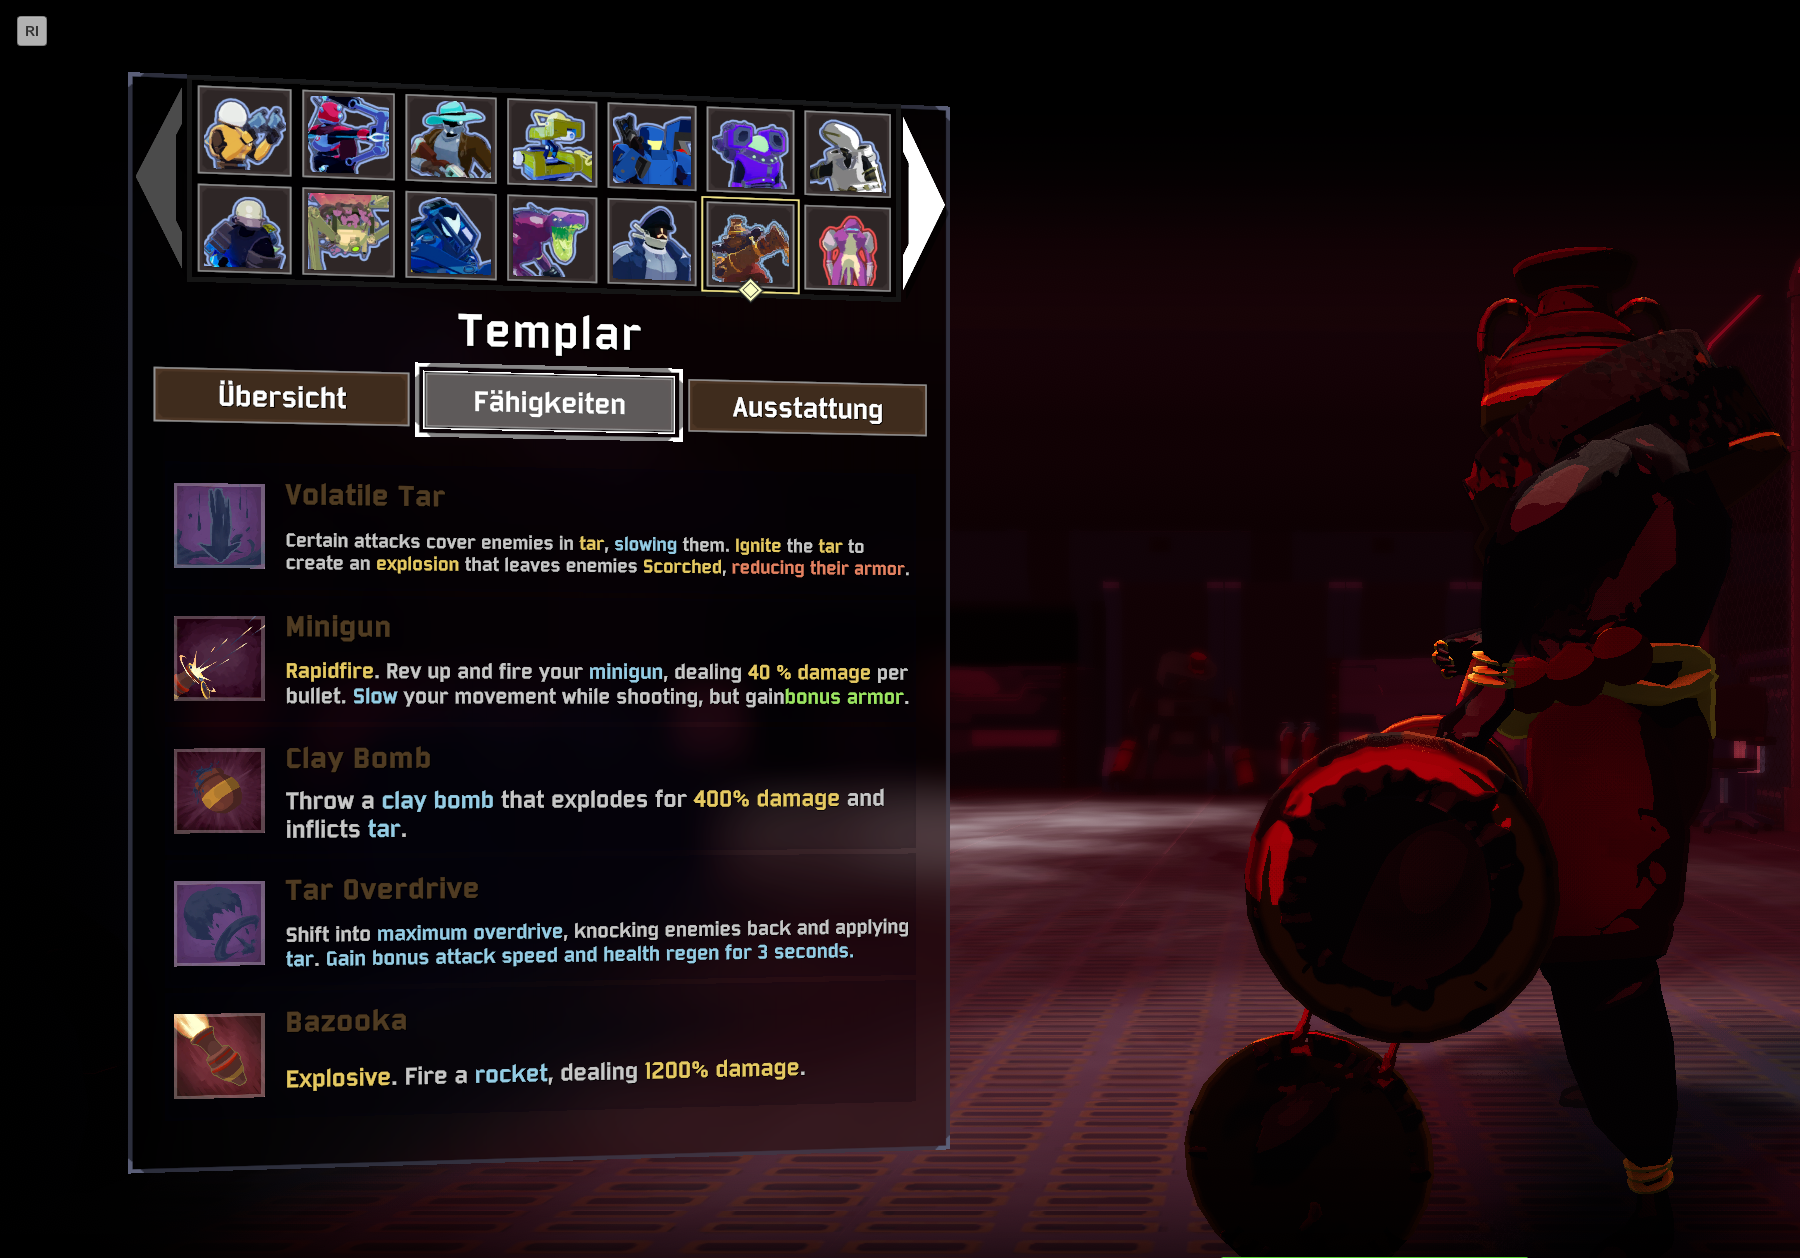 RI
Templar
Übersicht
Fähigkeiten
Ausstattung
Volatile Tar
Certain attacks cover enemies in tar, slowing them. Ignite the tar to
create an explosion that leaves enemies Scorched, reducing their armor.
Minigun
Rapidfire. Rev up and fire your minigun, dealing 40 % damage per
bullet. Slow your movement while shooting, but gainbonus armor.
Clay Bomb
Throw a clay bomb that explodes for 400% damage and
inflicts tar.
Tar Overdrive
Shift into maximum overdrive, knocking enemies back and applying
tar. Gain bonus attack speed and health regen for 3 seconds.
Bazooka
Explosive. Fire a rocket, dealing 1200% damage.